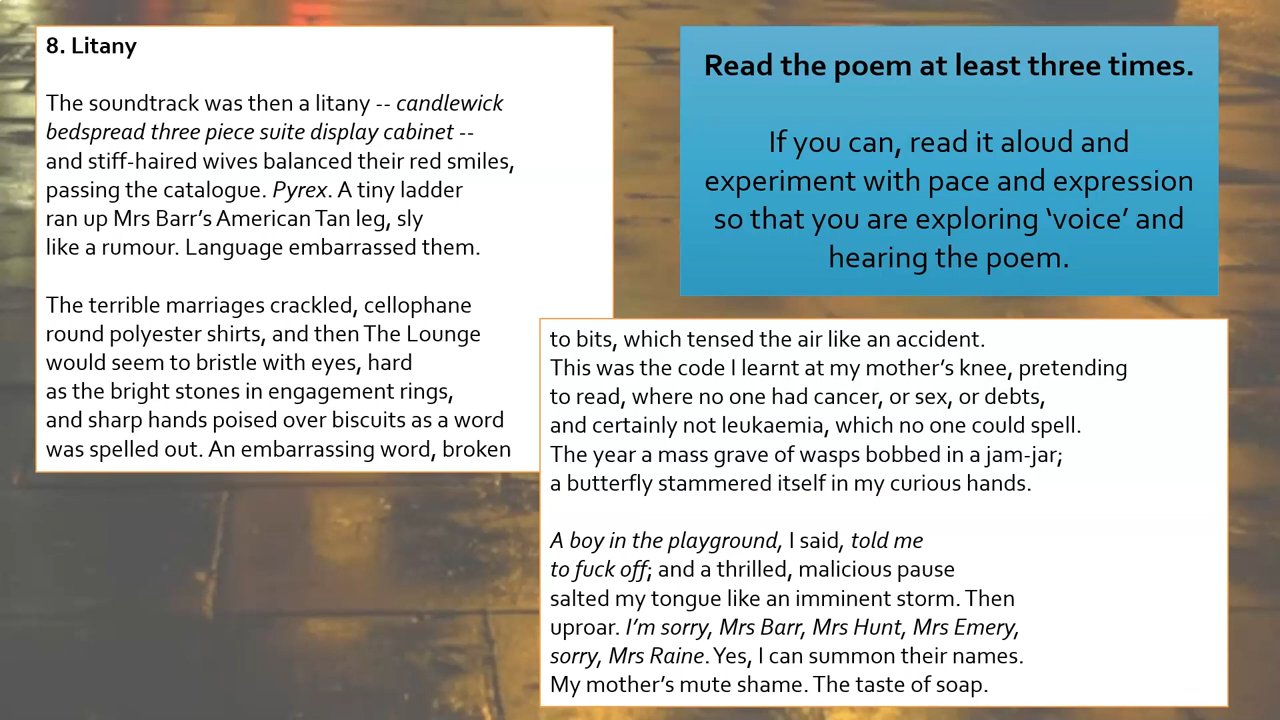 8. Litany
The soundtrack was then a litany -- candlewick
bedspread three piece suite display cabinet --
and stiff-haired wives balanced their red smiles,
passing the catalogue. Pyrex. A tiny ladder
ran up Mrs Barr’s American Tan leg, sly
like a rumour. Language embarrassed them.
The terrible marriages crackled, cellophane
round polyester shirts, and then The Lounge
would seem to bristle with eyes, hard
as the bright stones in engagement rings,
and sharp hands poised over biscuits as a word
was spelled out. An embarrassing word, broken
to bits, which tensed the air like an accident.
This was the code I learnt at my mother’s knee, pretending
to read, where no one had cancer, or sex, or debts,
and certainly not leukaemia, which no one could spell.
The year a mass grave of wasps bobbed in a jam-jar;
a butterfly stammered itself in my curious hands.
A boy in the playground, I said, told me
to fuck off; and a thrilled, malicious pause
salted my tongue like an imminent storm. Then
uproar. I’m sorry, Mrs Barr, Mrs Hunt, Mrs Emery,
sorry, Mrs Raine. Yes, I can summon their names.
My mother’s mute shame. The taste of soap.
Read the poem at least three times.
If you can, read it aloud and
experiment with pace and expression
so that you are exploring ‘voice’ and
hearing the poem.